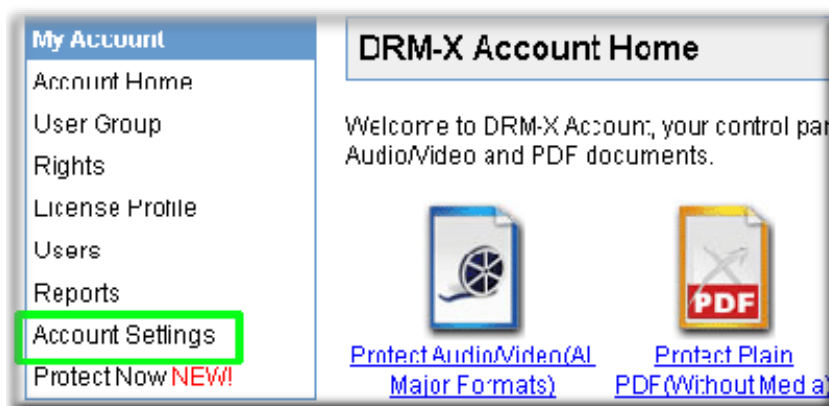 My Account
Account Home
User Group
Rights
License Profile
Users
Reports
Account Settings
Protect Now NEW!
DRM-X Account Home
Welcome to DRM-X Account, your control pan
Audio/Video and PDF documents.
PDF
Protect Audio/Video(All
Major Formats)
Protect Plain
PDF(Without Media)